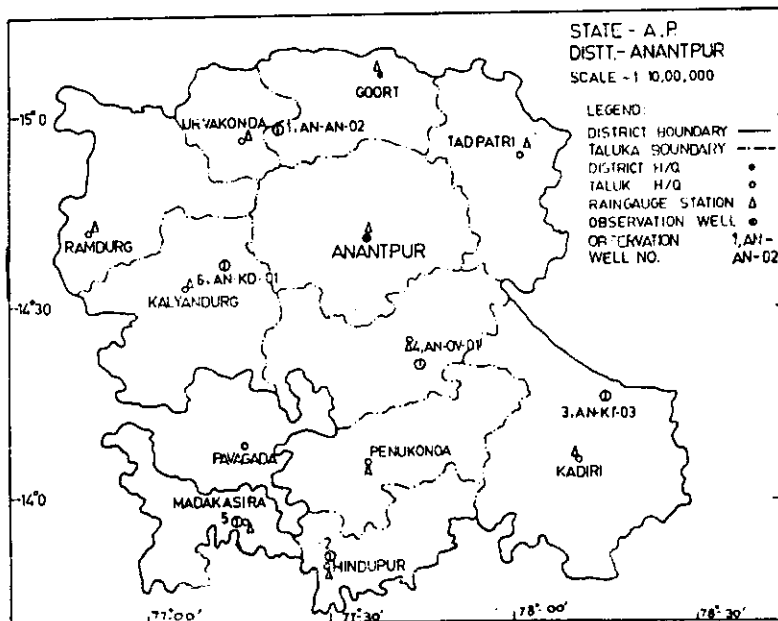 STATE - A.P.
DISTT.- ANANTPUR
SCALE ~ 1 10,00,000
LEGEND:
DISTRICT BOUNDARY
TALUKA BOUNDARY
DISTRICT H/Q
TALUK H/Q
RAINGAUGE STATION
OBSERVATION WELL
WELL NO.
1,AN-
AN-02
GOORT
15°0
URVAKONDA
1,AN-AN-02
TADPATRI
RAMDURG
ANANTPUR
6,AN-KD-01
KALYANDURG
14°30
4,AN-OV-01
3,AN-KT-03
PAVAGADA
PENUKONDA
KADIRI
14°0
MADAKASIRA
5
2
HINDUPUR
77°00'
77°30'
78°00'
78°30'